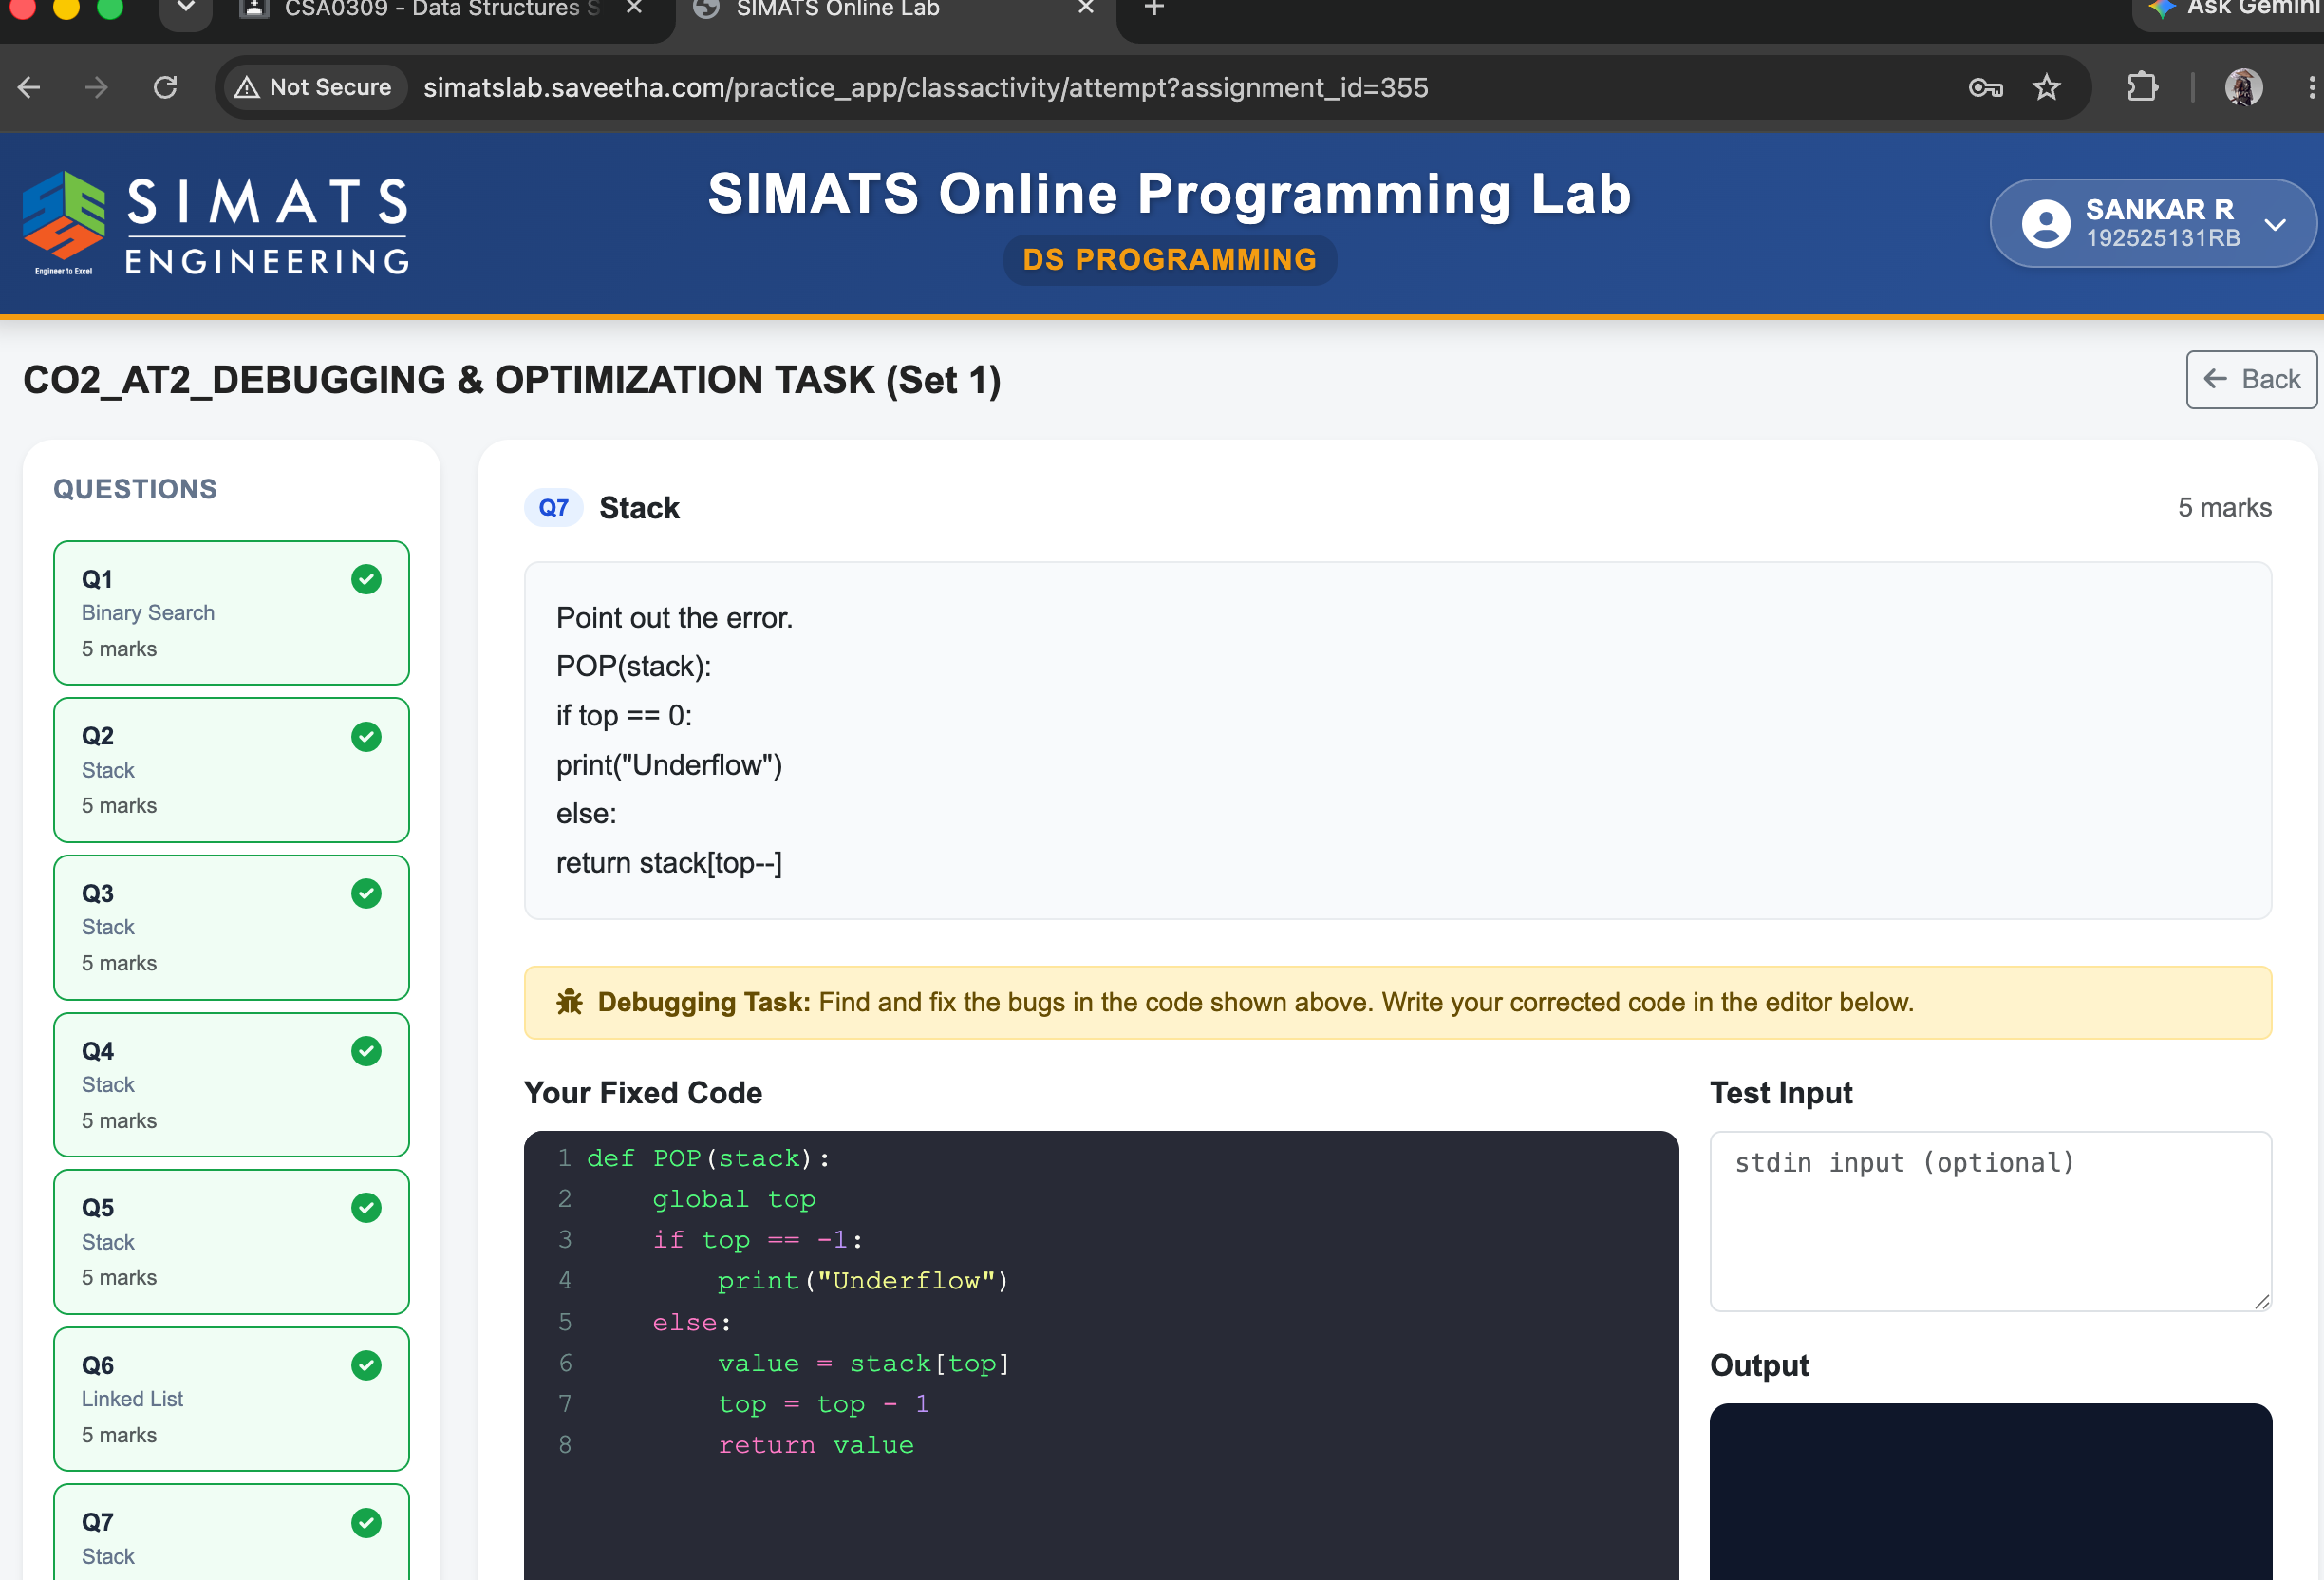 CSA0309 - Data Structures S
SIMATS Online Lab
Ask Gemini
Not Secure
simatslab.saveetha.com/practice_app/classactivity/attempt?assignment_id=355
SIMATS
ENGINEERING
Engineer to Excel
SIMATS Online Programming Lab
DS PROGRAMMING
SANKAR R
192525131RB
CO2_AT2_DEBUGGING & OPTIMIZATION TASK (Set 1)
Back
QUESTIONS
Q1
Binary Search
5 marks
Q2
Stack
5 marks
Q3
Stack
5 marks
Q4
Stack
5 marks
Q5
Stack
5 marks
Q6
Linked List
5 marks
Q7
Stack
Q7 Stack
5 marks
Point out the error.
POP(stack):
if top == 0:
print("Underflow")
else:
return stack[top--]
Debugging Task: Find and fix the bugs in the code shown above. Write your corrected code in the editor below.
Your Fixed Code
1 def POP(stack):
2     global top
3     if top == -1:
4         print("Underflow")
5     else:
6         value = stack[top]
7         top = top - 1
8         return value
Test Input
stdin input (optional)
Output